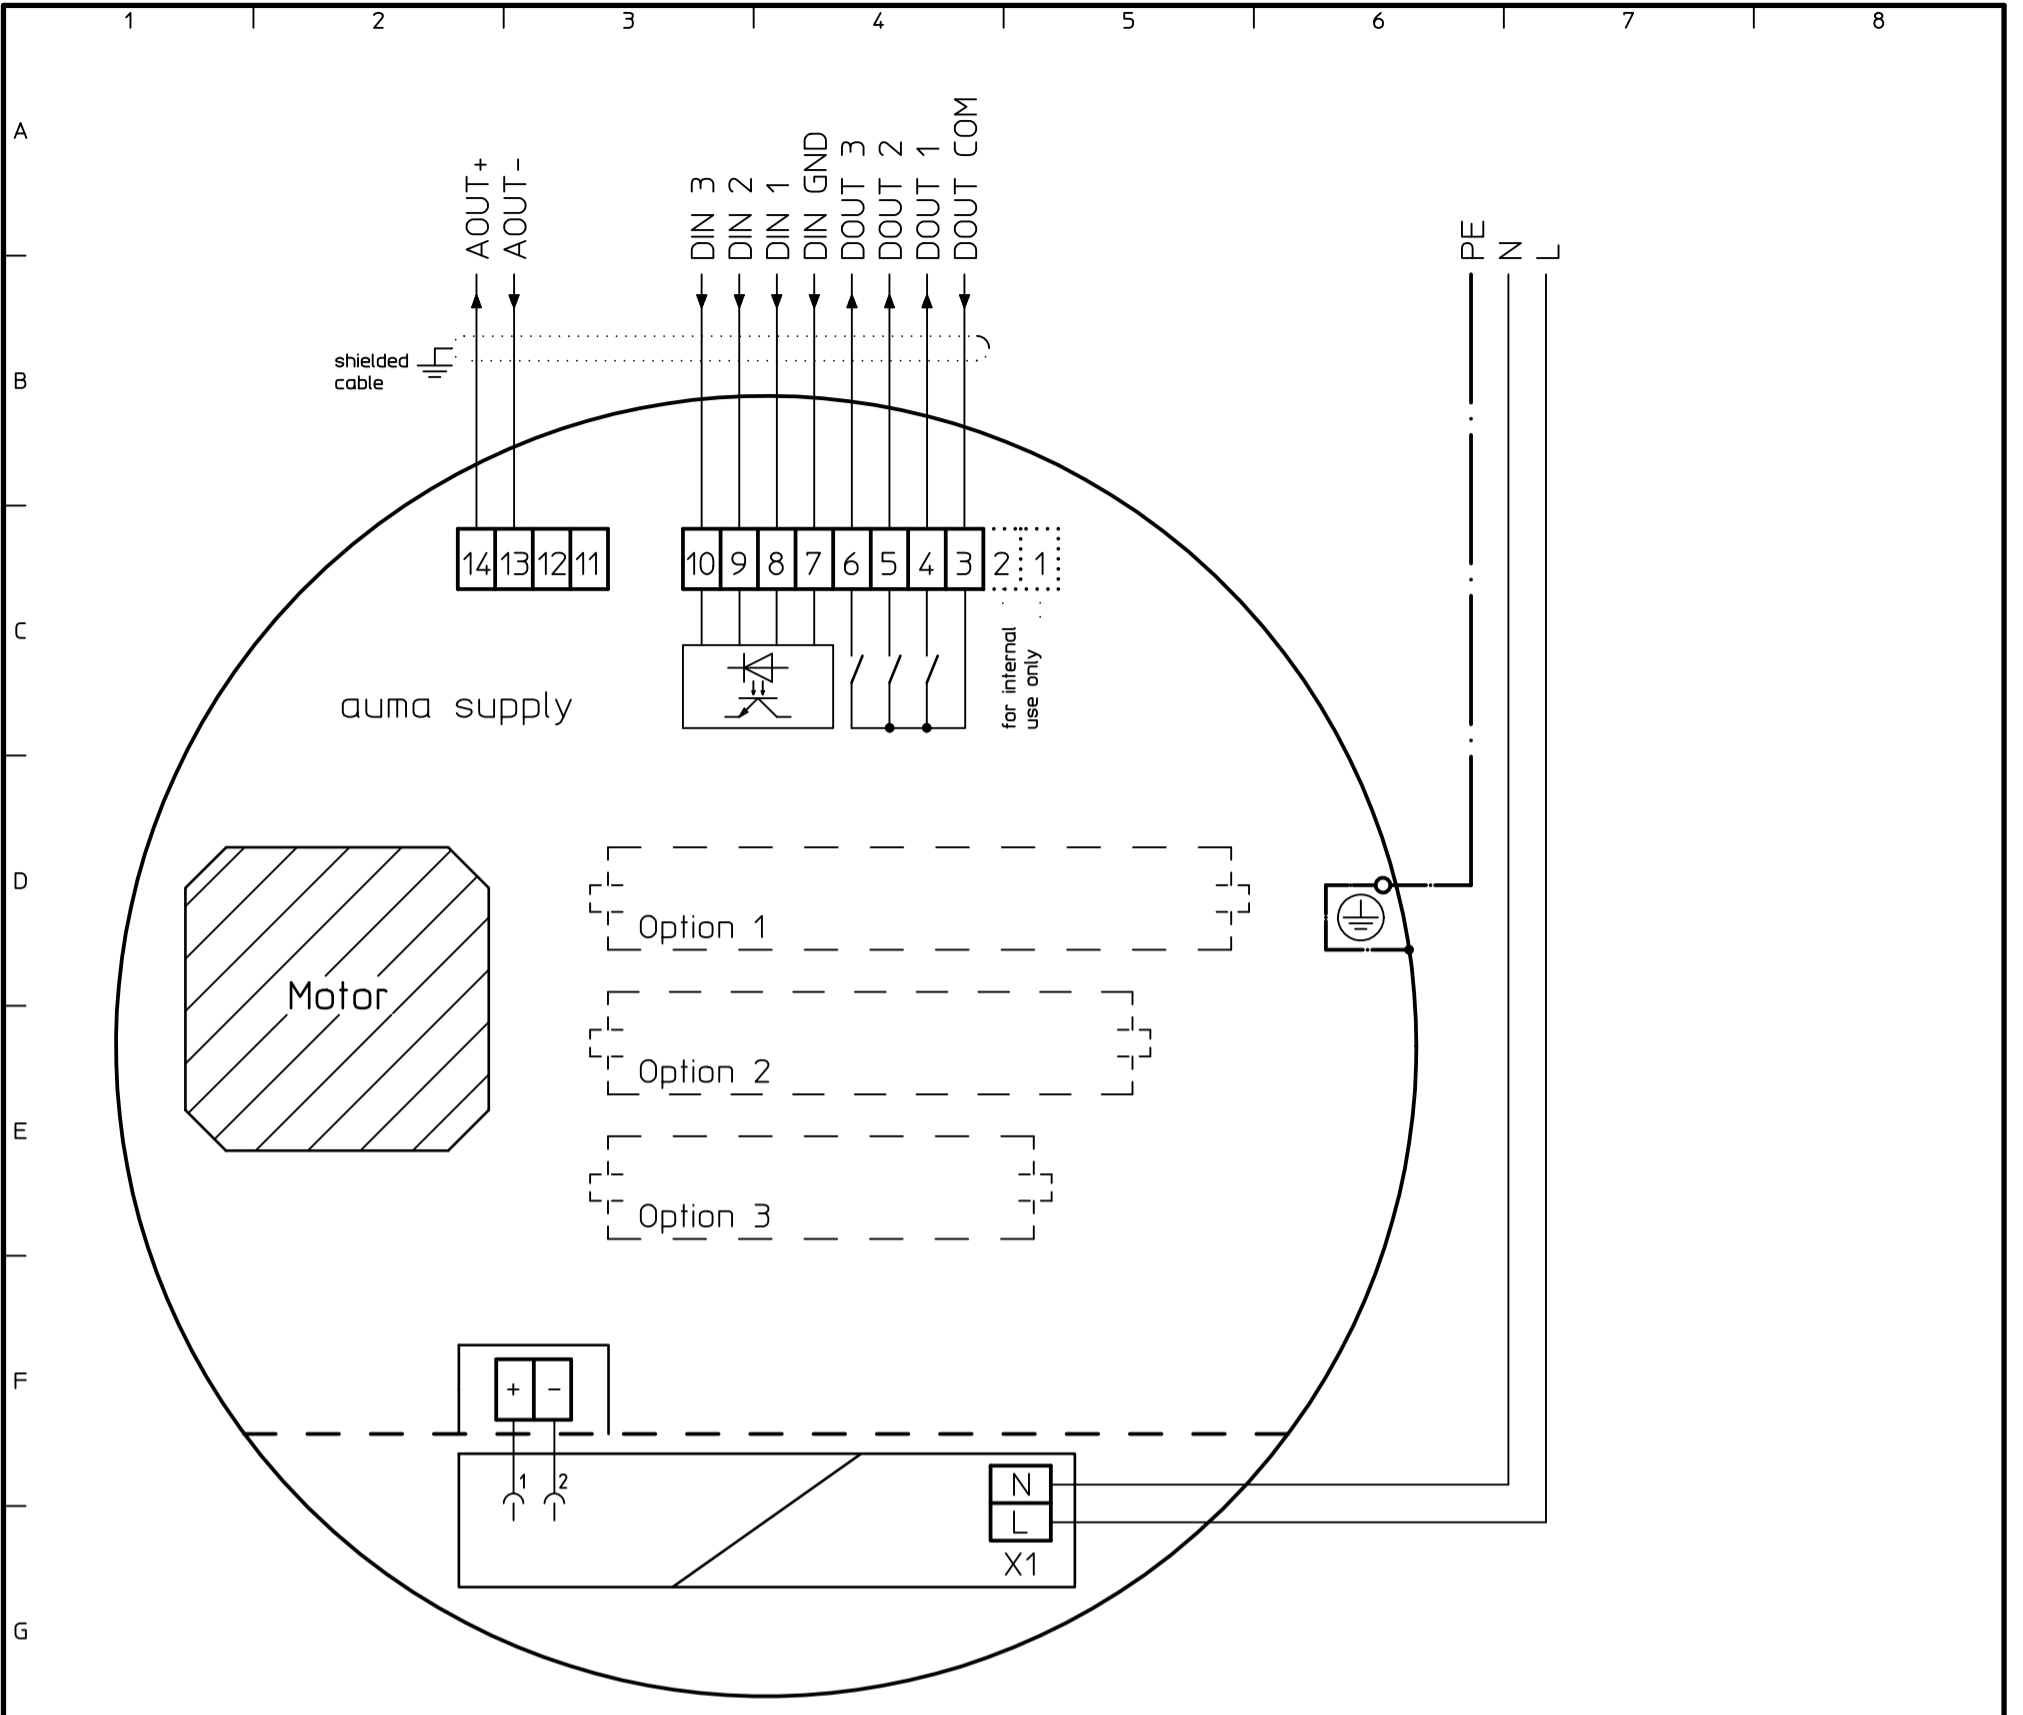 1 2 3 4 5 6 7 8
A
AOUT+
AOUT-
DIN 3
DIN 2
DIN 1
DIN GND
DOUT 3
DOUT 2
DOUT 1
DOUT COM
PE
N
L
shielded
cable
B
14 13 12 11
10 9 8 7 6 5 4 3 2 1
C
for internal
use only
auma supply
D
Option 1
Motor
Option 2
E
Option 3
F
+ -
1 2
N
L
X1
G